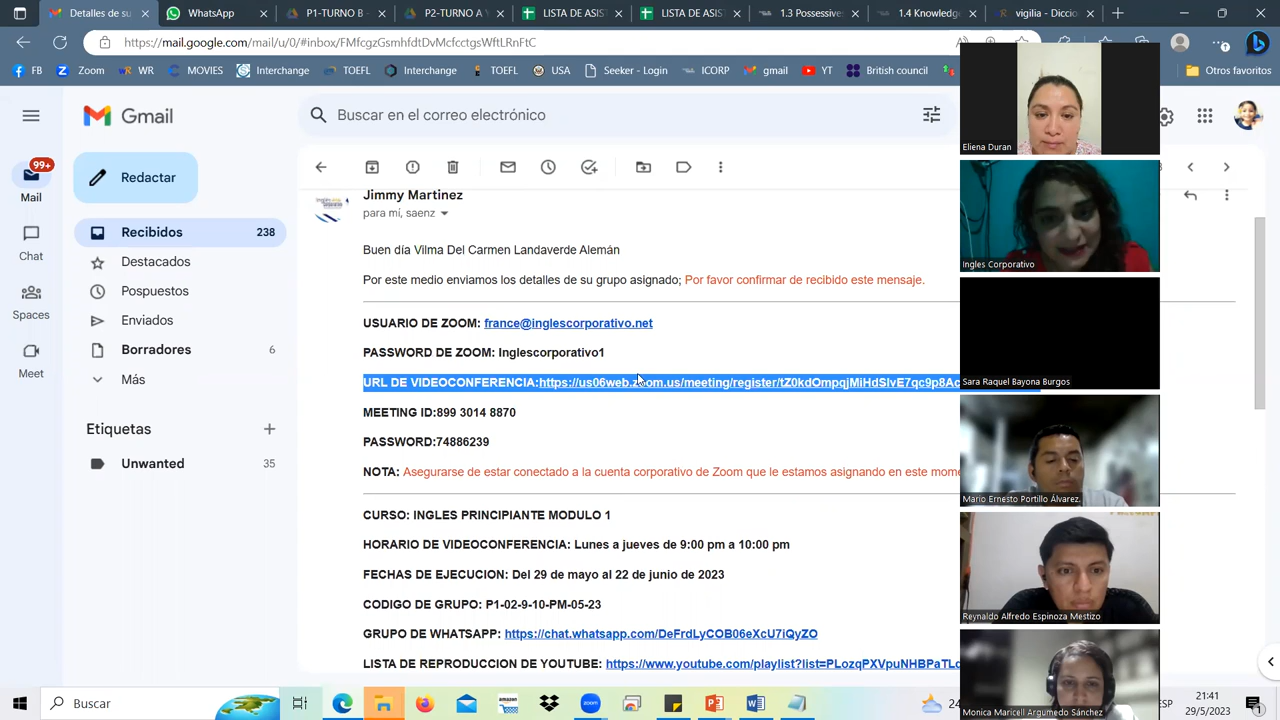 P1-TURNO
P2-TURNO
LISTA DE ASIS
LISTA DE ASIS
1.3 Possessive
1.4 Knowing
https://mail.google.com/mail/u/0/#inbox/FMfcgzGsmhfdtDvMcfcctgsWftLRnFtC
FB
Zoom
WR
MOVIES
Interchange
TOEFL
Interchange
TOEFL
USA
Seeker - Login
ICORP
gmail
YT
British council
Otros favoritos
Gmail
Buscar en el correo electrónico
99+
Mail
Chat
Spaces
Meet
Redactar
Recibidos 238
Destacados
Pospuestos
Enviados
Borradores 6
Más
Etiquetas
Unwanted 35
Jimmy Martinez
para mí, saenz
Buen día Vilma Del Carmen Landaverde Alemán
Por este medio enviamos los detalles de su grupo asignado; Por favor confirmar de recibido este mensaje.
USUARIO DE ZOOM: france@inglescorporativo.net
PASSWORD DE ZOOM: Inglescorporativo1
URL DE VIDEOCONFERENCIA:https://us06web.zoom.us/meeting/register/tZ0kdOmpqjMiHdSlvE7qc9p8Ac
MEETING ID:899 3014 8870
PASSWORD:74886239
NOTA: Asegurarse de estar conectado a la cuenta corporativo de Zoom que le estamos asignando en este mome
CURSO: INGLES PRINCIPIANTE MODULO 1
HORARIO DE VIDEOCONFERENCIA: Lunes a jueves de 9:00 pm a 10:00 pm
FECHAS DE EJECUCION: Del 29 de mayo al 22 de junio de 2023
CODIGO DE GRUPO: P1-02-9-10-PM-05-23
GRUPO DE WHATSAPP: https://chat.whatsapp.com/DeFrdLyCOB06eXcU7iQyZO
LISTA DE REPRODUCCION DE YOUTUBE: https://www.youtube.com/playlist?list=PLozqPXVpuNHBPaTLc
Eliena Duran
Ingles Corporativo
Sara Raquel Bayona Burgos
Mario Ernesto Portillo Álvarez.
Reynaldo Alfredo Espinoza Mestizo
Monica Maricell Argumedo Sánchez
Buscar
amazon
zoom
ESP
21:41
29/5/2023
1